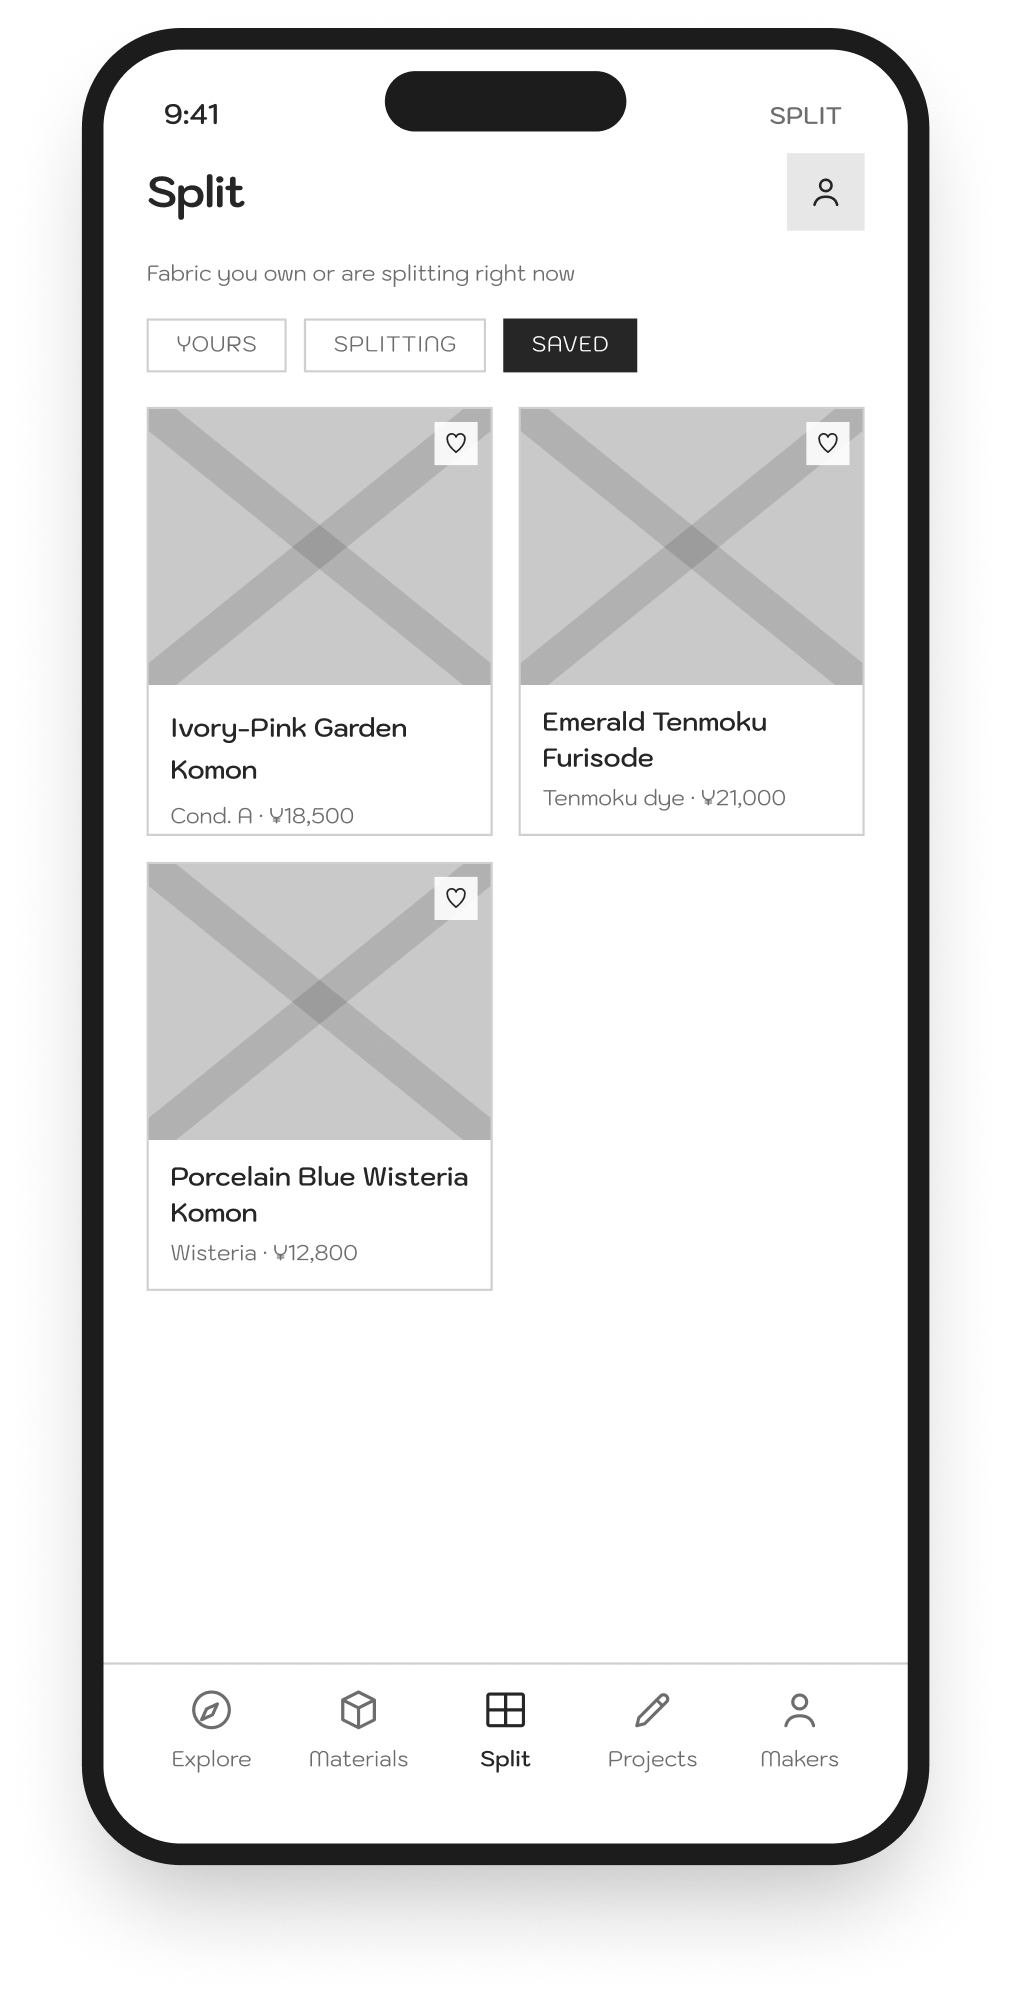 9:41
SPLIT
Split
Fabric you own or are splitting right now
YOURS
SPLITTING
SAVED
Ivory-Pink Garden
Komon
Cond. A · ¥18,500
Emerald Tenmoku
Furisode
Tenmoku dye · ¥21,000
Porcelain Blue Wisteria
Komon
Wisteria · ¥12,800
Explore
Materials
Split
Projects
Makers